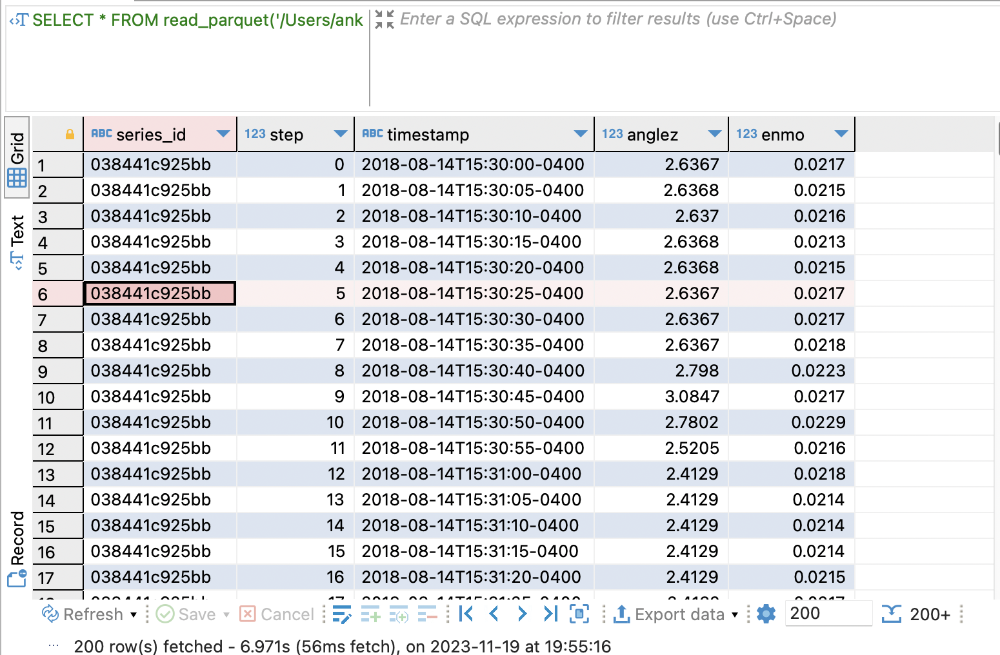 SELECT * FROM read_parquet('/Users/ank
Enter a SQL expression to filter results (use Ctrl+Space)
Grid
Text
Record
ABC series_id 123 step ABC timestamp 123 anglez 123 enmo
1 038441c925bb 0 2018-08-14T15:30:00-0400 2.6367 0.0217
2 038441c925bb 1 2018-08-14T15:30:05-0400 2.6368 0.0215
3 038441c925bb 2 2018-08-14T15:30:10-0400 2.637 0.0216
4 038441c925bb 3 2018-08-14T15:30:15-0400 2.6368 0.0213
5 038441c925bb 4 2018-08-14T15:30:20-0400 2.6368 0.0215
6 038441c925bb 5 2018-08-14T15:30:25-0400 2.6367 0.0217
7 038441c925bb 6 2018-08-14T15:30:30-0400 2.6367 0.0217
8 038441c925bb 7 2018-08-14T15:30:35-0400 2.6367 0.0218
9 038441c925bb 8 2018-08-14T15:30:40-0400 2.798 0.0223
10 038441c925bb 9 2018-08-14T15:30:45-0400 3.0847 0.0217
11 038441c925bb 10 2018-08-14T15:30:50-0400 2.7802 0.0229
12 038441c925bb 11 2018-08-14T15:30:55-0400 2.5205 0.0216
13 038441c925bb 12 2018-08-14T15:31:00-0400 2.4129 0.0218
14 038441c925bb 13 2018-08-14T15:31:05-0400 2.4129 0.0214
15 038441c925bb 14 2018-08-14T15:31:10-0400 2.4129 0.0214
16 038441c925bb 15 2018-08-14T15:31:15-0400 2.4129 0.0214
17 038441c925bb 16 2018-08-14T15:31:20-0400 2.4129 0.0215
Refresh Save Cancel Export data 200 200+
200 row(s) fetched - 6.971s (56ms fetch), on 2023-11-19 at 19:55:16